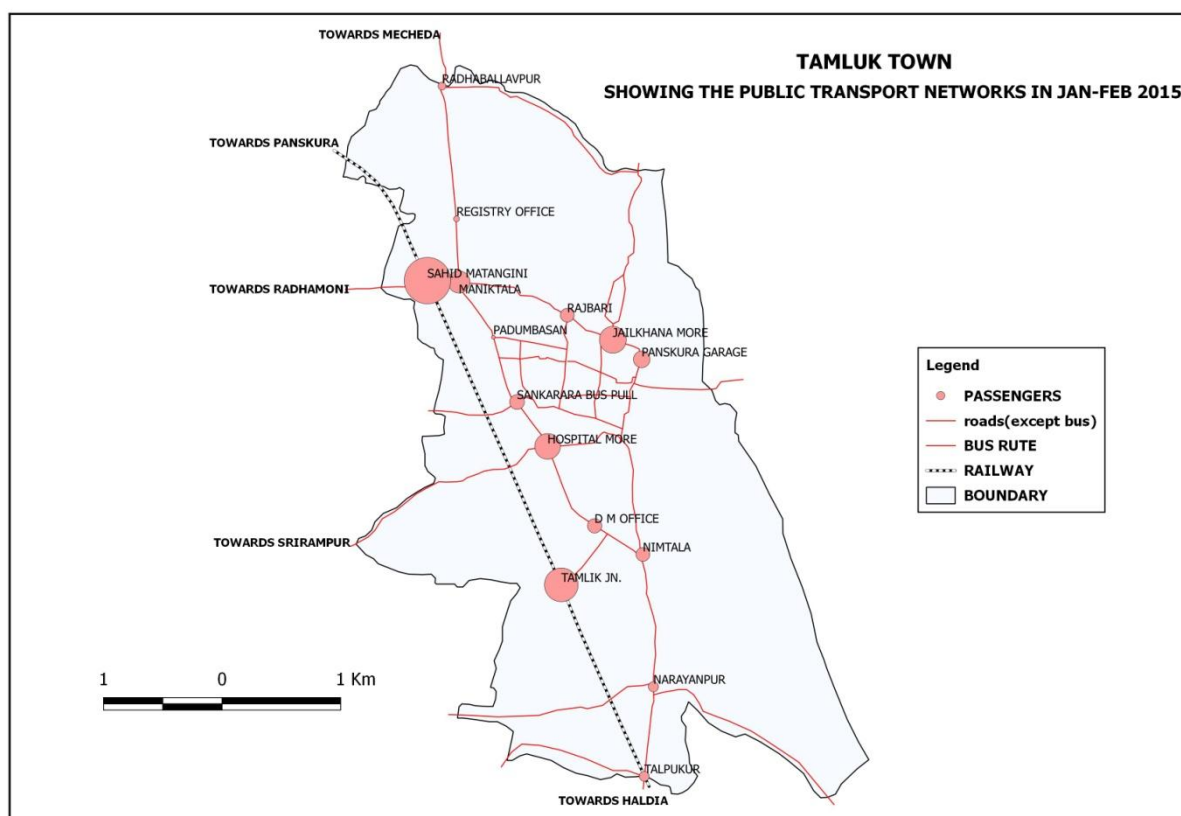 TOWARDS MECHEDA
TAMLUK TOWN
SHOWING THE PUBLIC TRANSPORT NETWORKS IN JAN-FEB 2015
RADHABALLAVPUR
TOWARDS PANSKURA
REGISTRY OFFICE
SAHID MATANGINI
TOWARDS RADHAMONI
MANIKTALA
RAJBARI
PADUMBASAN
JAILKHANA MORE
PANSKURA GARAGE
Legend
PASSENGERS
roads(except bus)
BUS RUTE
RAILWAY
BOUNDARY
SANKARARA BUS PULL
HOSPITAL MORE
D M OFFICE
TOWARDS SRIRAMPUR
NIMTALA
TAMLIK JN.
1 0 1 Km
NARAYANPUR
TALPUKUR
TOWARDS HALDIA